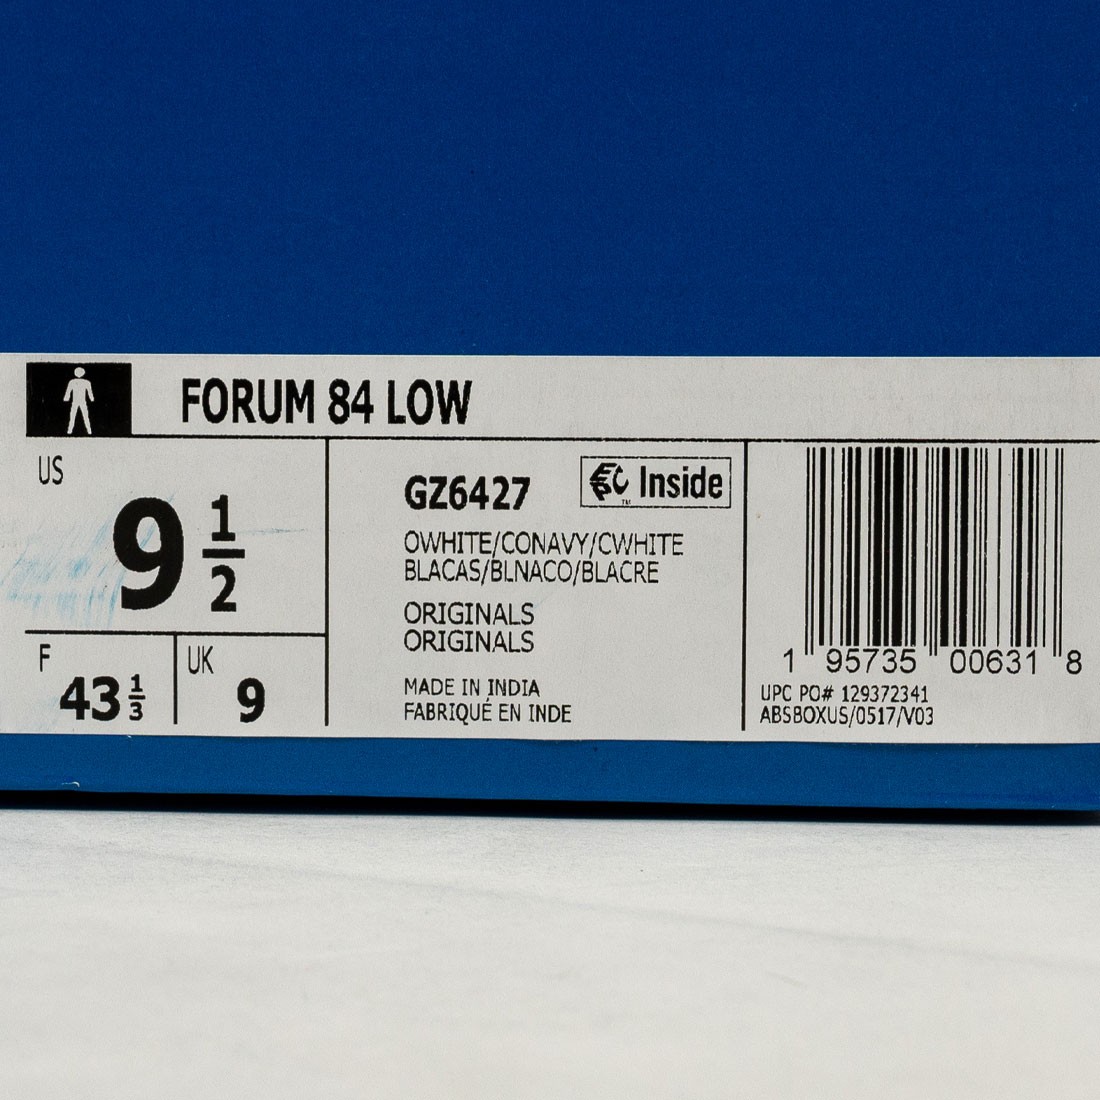 FORUM 84 LOW
US
9 1/2
F
43 1/3
UK
9
GZ6427
EPC™ Inside
OWHITE/CONAVY/CWHITE
BLACAS/BLNACO/BLACRE
ORIGINALS
ORIGINALS
MADE IN INDIA
FABRIQUÉ EN INDE
1 95735 00631 8
UPC PO# 129372341
ABSBOXUS/0517/V03